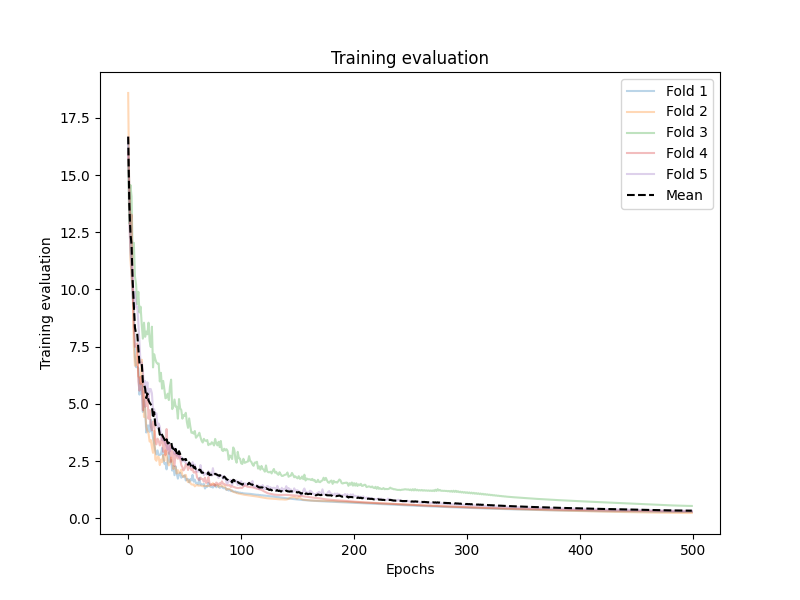 Training evaluation
Fold 1
Fold 2
Fold 3
Fold 4
Fold 5
Mean
Training evaluation
17.5
15.0
12.5
10.0
7.5
5.0
2.5
0.0
0 100 200 300 400 500
Epochs